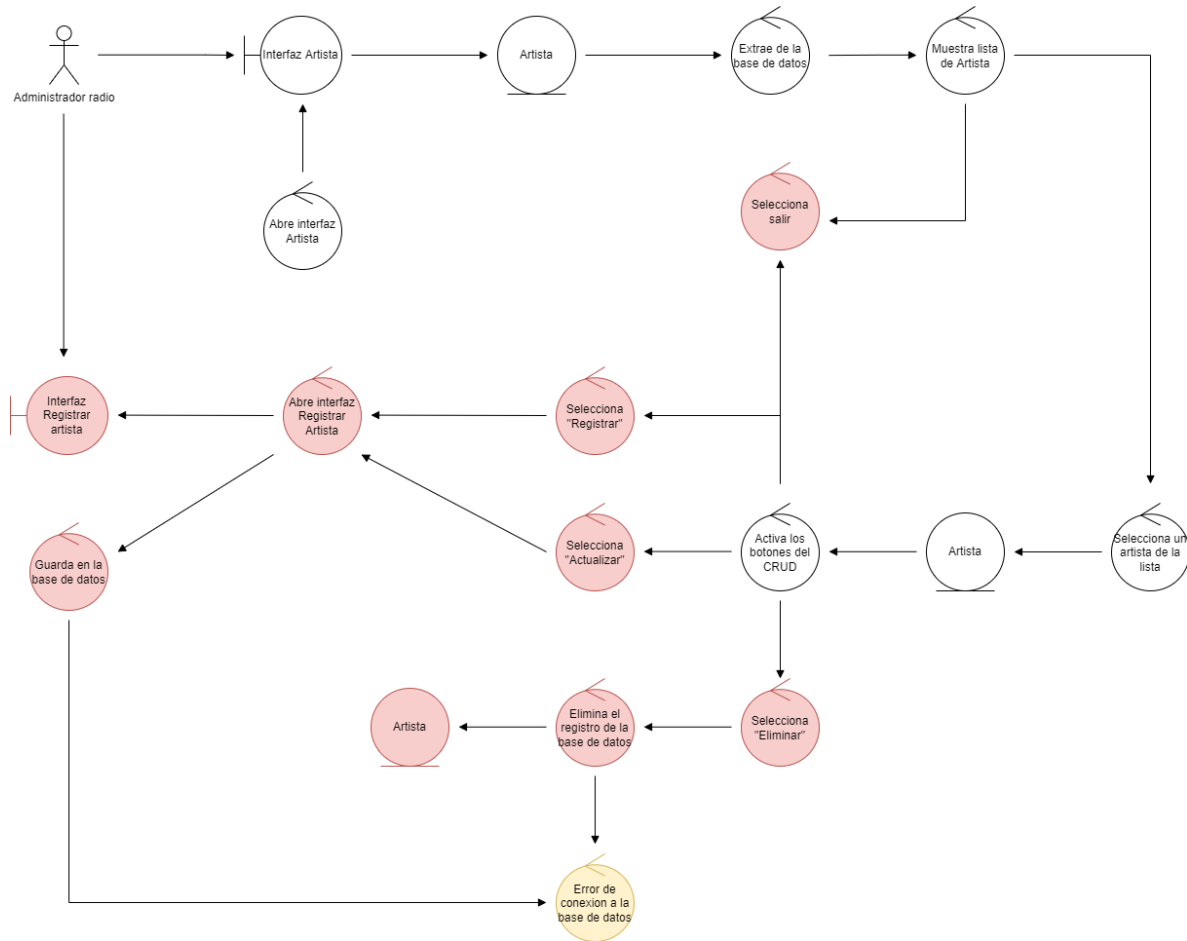 Interfaz Artista
Artista
Extrae de la
base de datos
Muestra lista
de Artista
Administrador radio
Selecciona
salir
Abre interfaz
Artista
Interfaz
Registrar
artista
Abre interfaz
Registrar
Artista
Selecciona
"Registrar"
Guarda en la
base de datos
Selecciona
"Actualizar"
Activa los
botones del
CRUD
Artista
Selecciona un
artista de la
lista
Artista
Elimina el
registro de la
base de datos
Selecciona
"Eliminar"
Error de
conexion a la
base de datos